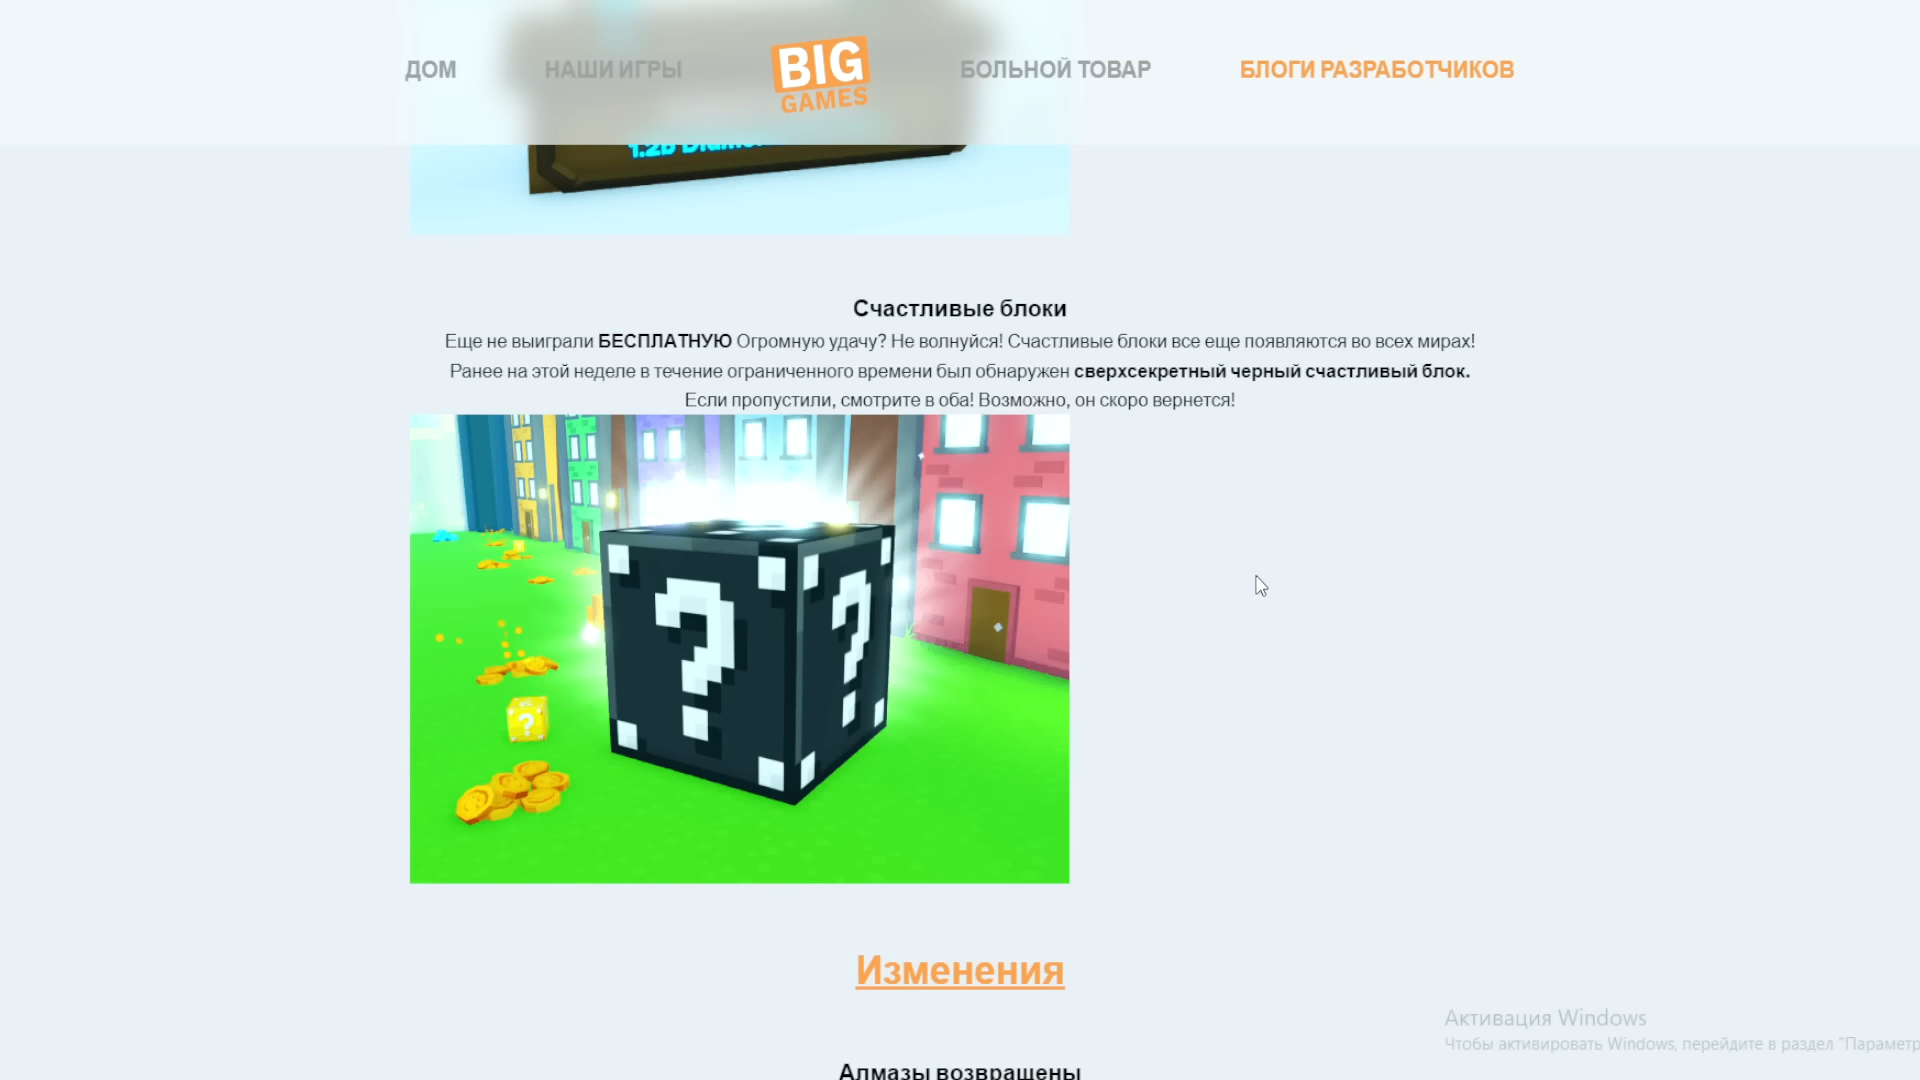 ДОМ
НАШИ ИГРЫ
BIG
GAMES
БОЛЬНОЙ ТОВАР
БЛОГИ РАЗРАБОТЧИКОВ
Счастливые блоки
Еще не выиграли БЕСПЛАТНУЮ Огромную удачу? Не волнуйся! Счастливые блоки все еще появляются во всех мирах!
Ранее на этой неделе в течение ограниченного времени был обнаружен сверхсекретный черный счастливый блок.
Если пропустили, смотрите в оба! Возможно, он скоро вернется!
?
?
?
Изменения
Активация Windows
Чтобы активировать Windows, перейдите в раздел "Параметр
Алмазы возвращены